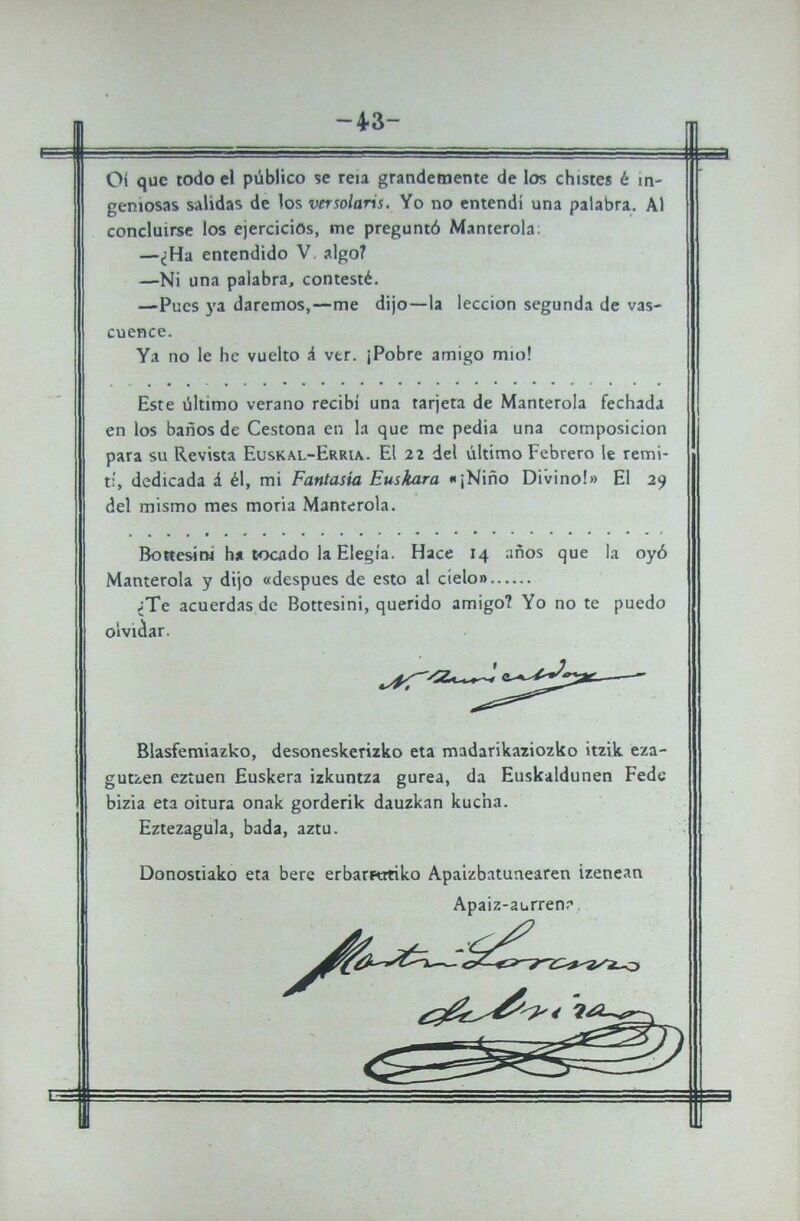 -43-
Oí que todo el público se reia grandemente de los chistes é in-
geniosas salidas de los versolaris. Yo no entendí una palabra. Al
concluirse los ejercicios, me preguntó Manterola:
—¿Ha entendido V. algo?
—Ni una palabra, contesté.
—Pues ya daremos,—me dijo—la leccion segunda de vas-
cuence.
Ya no le he vuelto á ver. ¡Pobre amigo mio!
. . . . . . . . . . . . . . . . . . . . . . . . . . . .
Este último verano recibí una tarjeta de Manterola fechada
en los baños de Cestona en la que me pedia una composicion
para su Revista EUSKAL-ERRIA. El 22 del último Febrero le remi-
tí, dedicada á él, mi Fantasía Euskara «¡Niño Divino!» El 29
del mismo mes moria Manterola.
. . . . . . . . . . . . . . . . . . . . . . . . . . . .
Bottesini ha tocado la Elegía. Hace 14 años que la oyó
Manterola y dijo «despues de esto al cielo»......
¿Te acuerdas de Bottesini, querido amigo? Yo no te puedo
olvidar.
Blasfemiazko, desoneskerizko eta madarikaziozko itzik eza-
gutzen eztuen Euskera izkuntza gurea, da Euskaldunen Fede
bizia eta oitura onak gorderik dauzkan kucha.
Eztezagula, bada, aztu.
Donostiako eta bere erbarrutiko Apaizbatunearen izenean
Apaiz-aurrena.
Martin Lorenzo
de Urizar